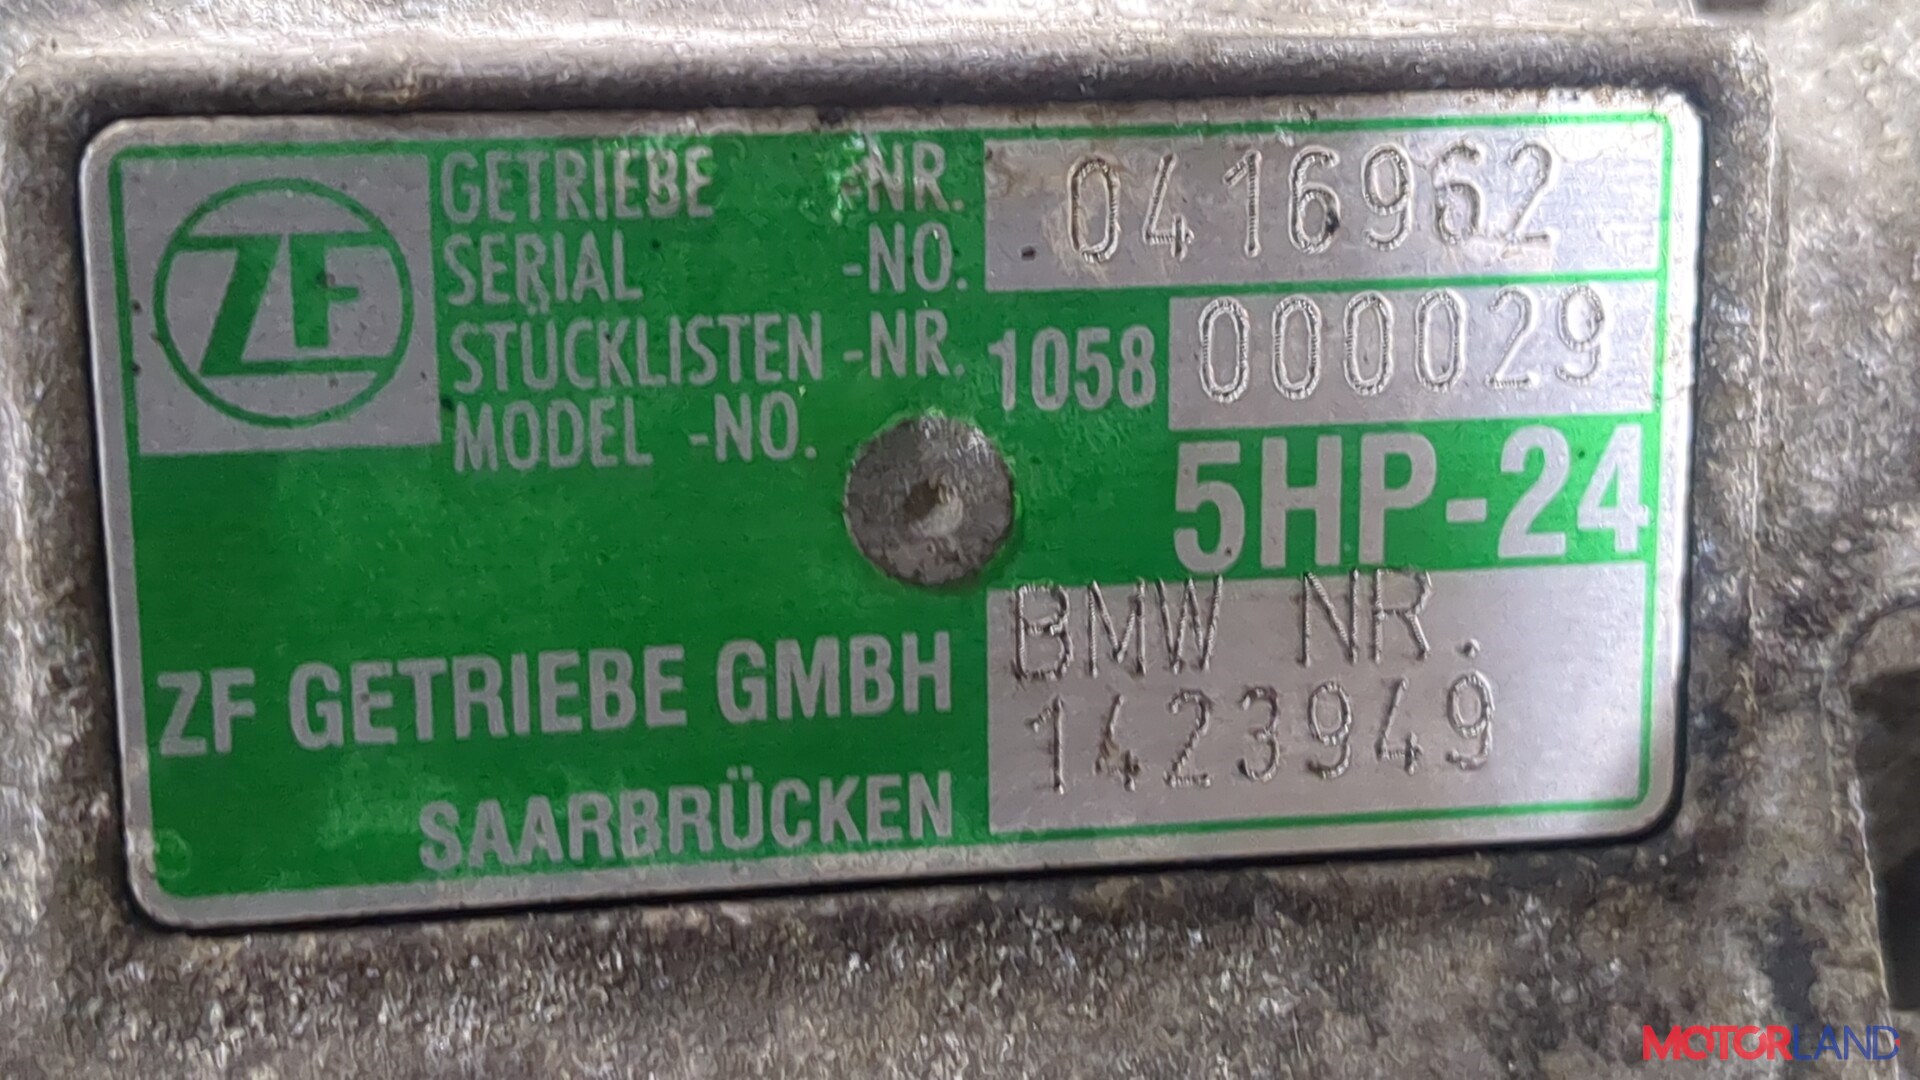 ZF
GETRIEBE -NR. 0416962
SERIAL -NO.
STÜCKLISTEN -NR. 1058 000029
MODEL -NO.
5HP-24
BMW NR.
1423949
ZF GETRIEBE GMBH
SAARBRÜCKEN
MOTORLAND